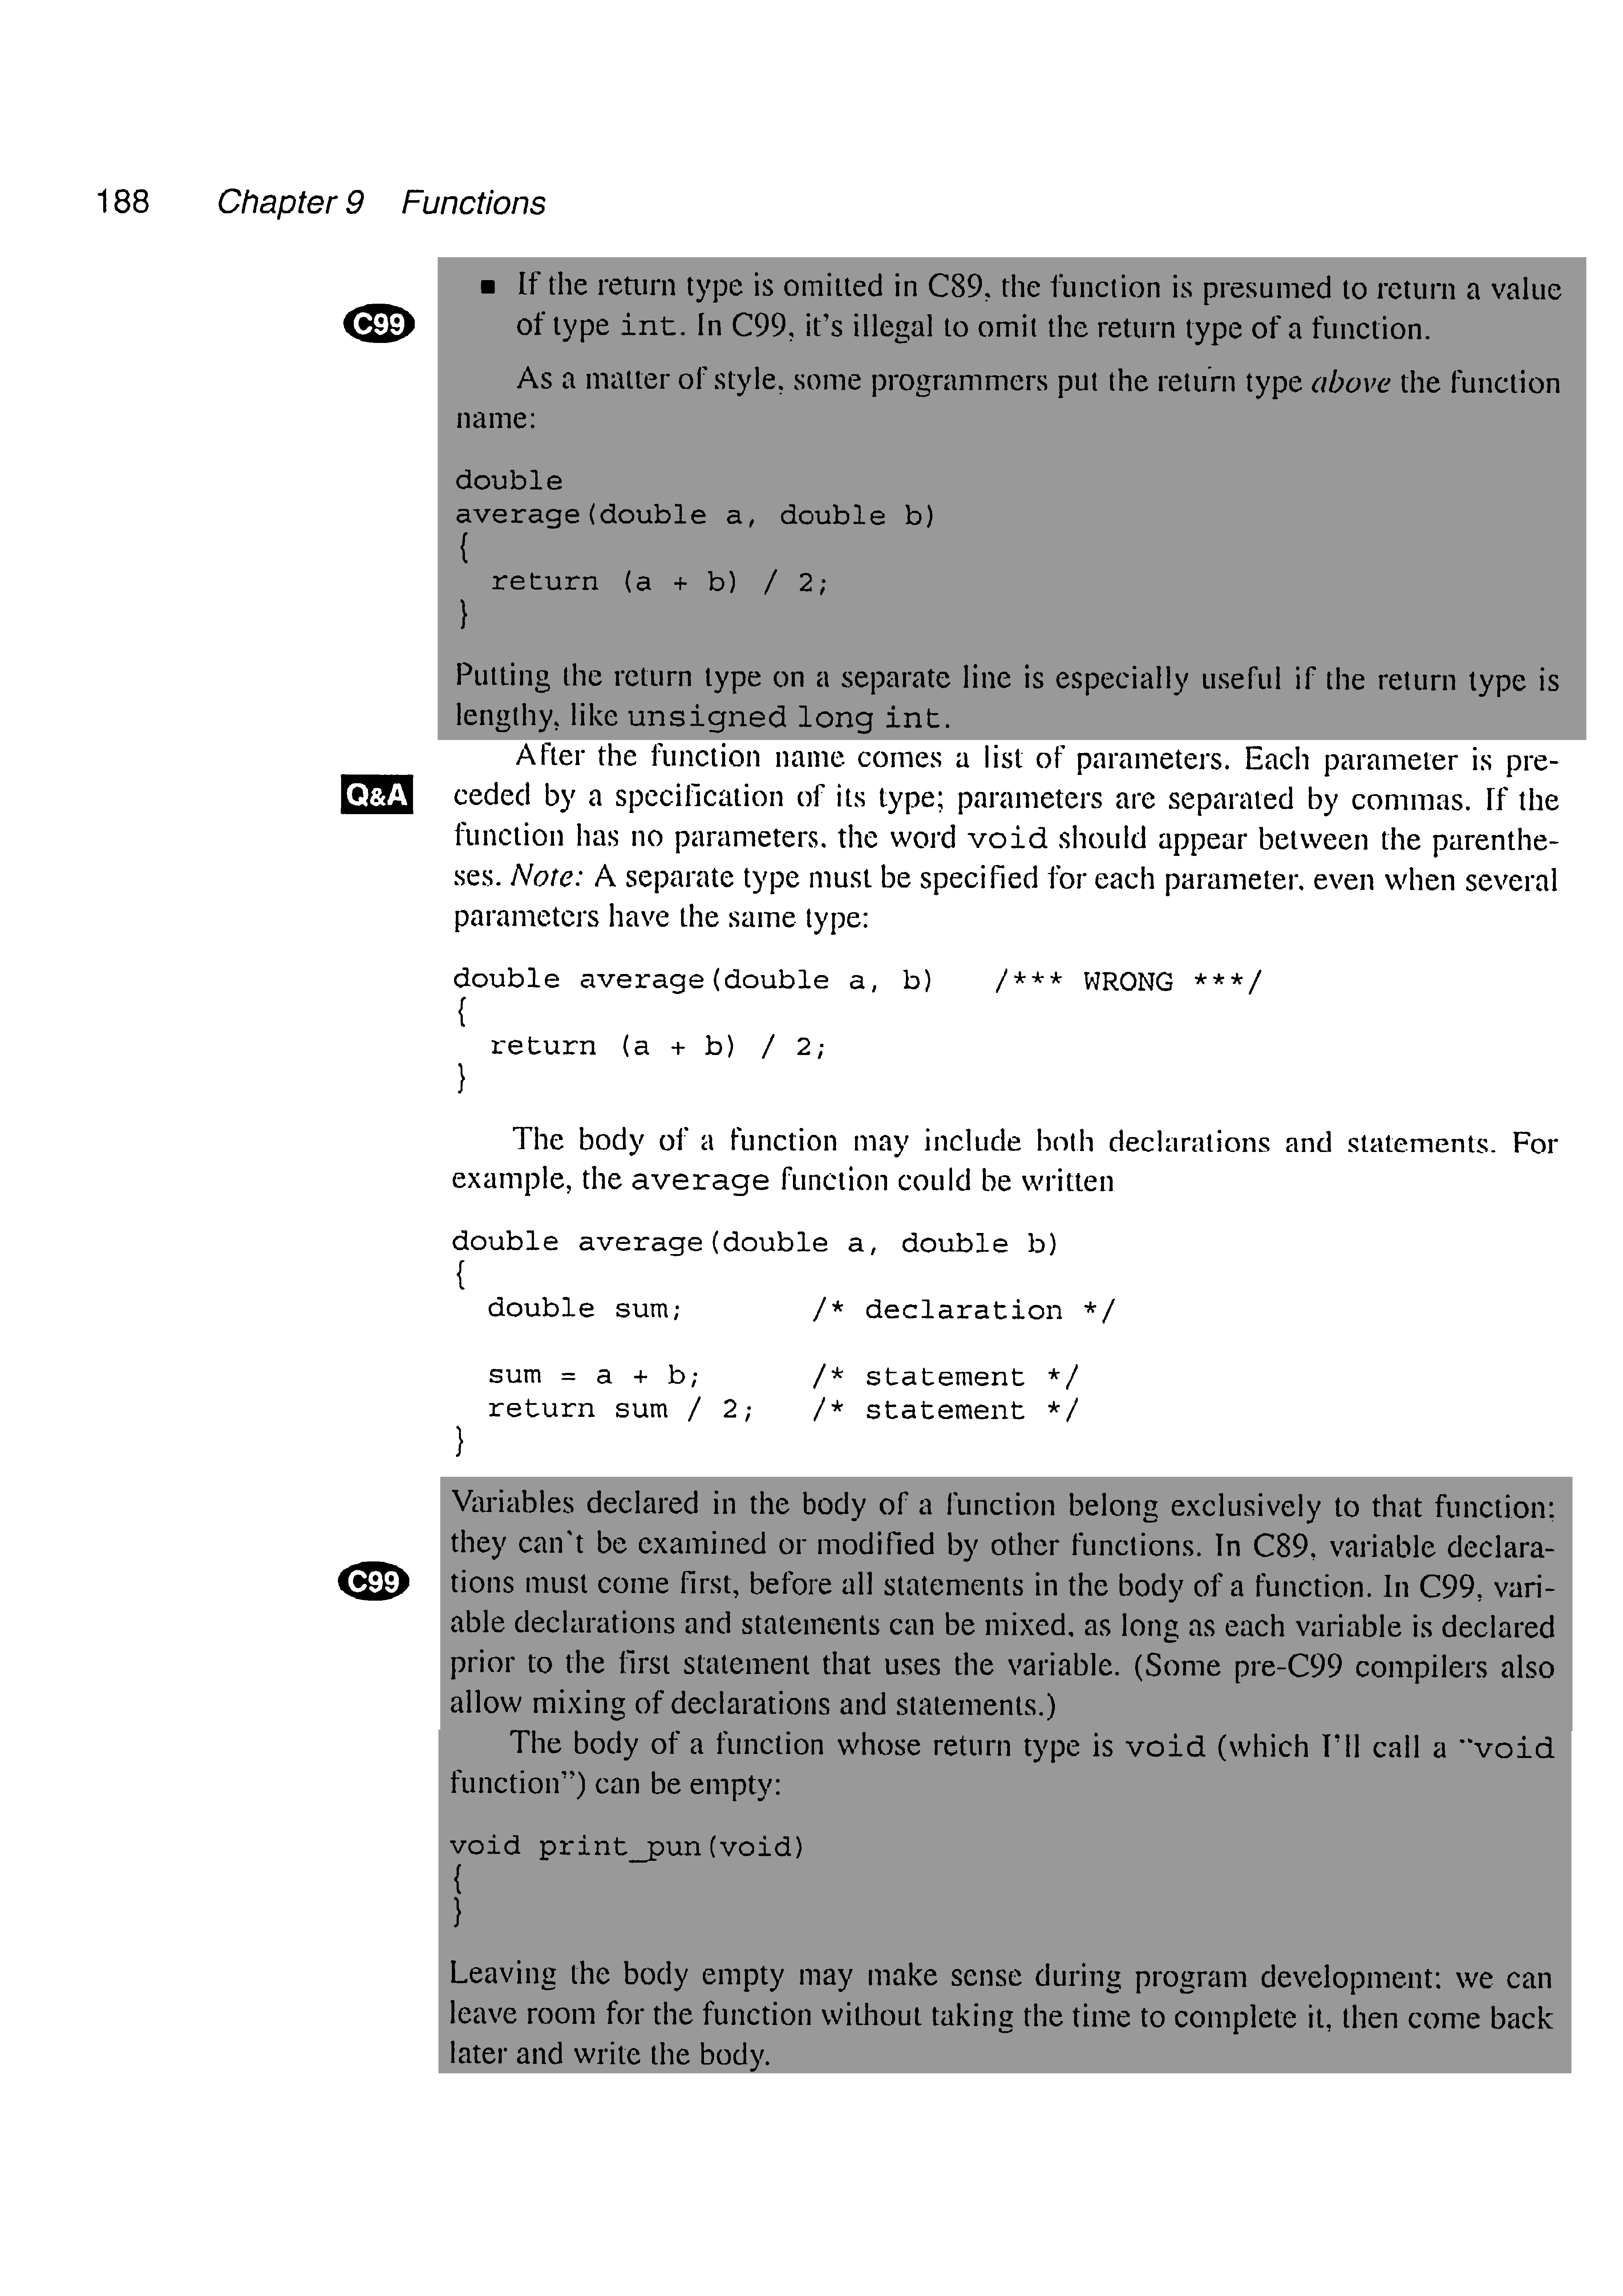 188 Chapter 9 Functions
■ If the return type is omitted in C89, the function is presumed to return a value
C99 of type int. In C99, it's illegal to omit the return type of a function.
As a matter of style, some programmers put the return type above the function
name:
double
average(double a, double b)
{
  return (a + b) / 2;
}
Putting the return type on a separate line is especially useful if the return type is
lengthy, like unsigned long int.
After the function name comes a list of parameters. Each parameter is pre-
Q&A ceded by a specification of its type; parameters are separated by commas. If the
function has no parameters, the word void should appear between the parenthe-
ses. Note: A separate type must be specified for each parameter, even when several
parameters have the same type:
double average(double a, b)   /*** WRONG ***/
{
  return (a + b) / 2;
}
The body of a function may include both declarations and statements. For
example, the average function could be written
double average(double a, double b)
{
  double sum;       /* declaration */
  sum = a + b;      /* statement */
  return sum / 2;   /* statement */
}
Variables declared in the body of a function belong exclusively to that function;
they can't be examined or modified by other functions. In C89, variable declara-
C99 tions must come first, before all statements in the body of a function. In C99, vari-
able declarations and statements can be mixed, as long as each variable is declared
prior to the first statement that uses the variable. (Some pre-C99 compilers also
allow mixing of declarations and statements.)
The body of a function whose return type is void (which I'll call a "void
function") can be empty:
void print_pun(void)
{
}
Leaving the body empty may make sense during program development; we can
leave room for the function without taking the time to complete it, then come back
later and write the body.